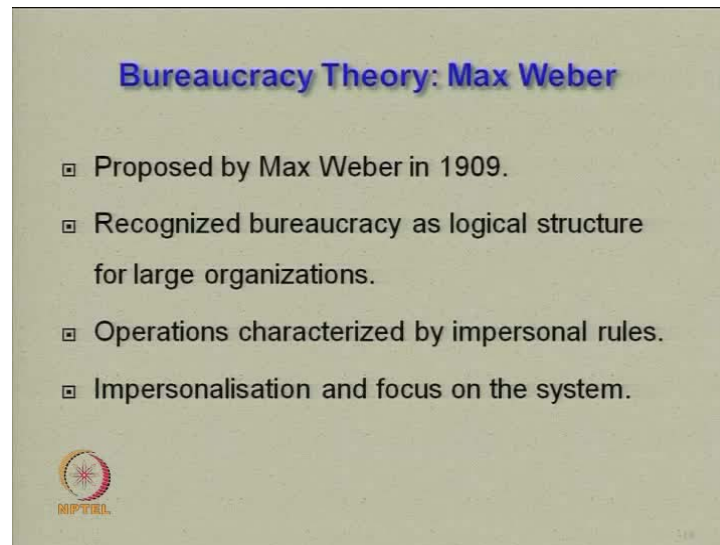 Bureaucracy Theory: Max Weber
Proposed by Max Weber in 1909.
Recognized bureaucracy as logical structure
for large organizations.
Operations characterized by impersonal rules.
Impersonalisation and focus on the system.
NPTEL